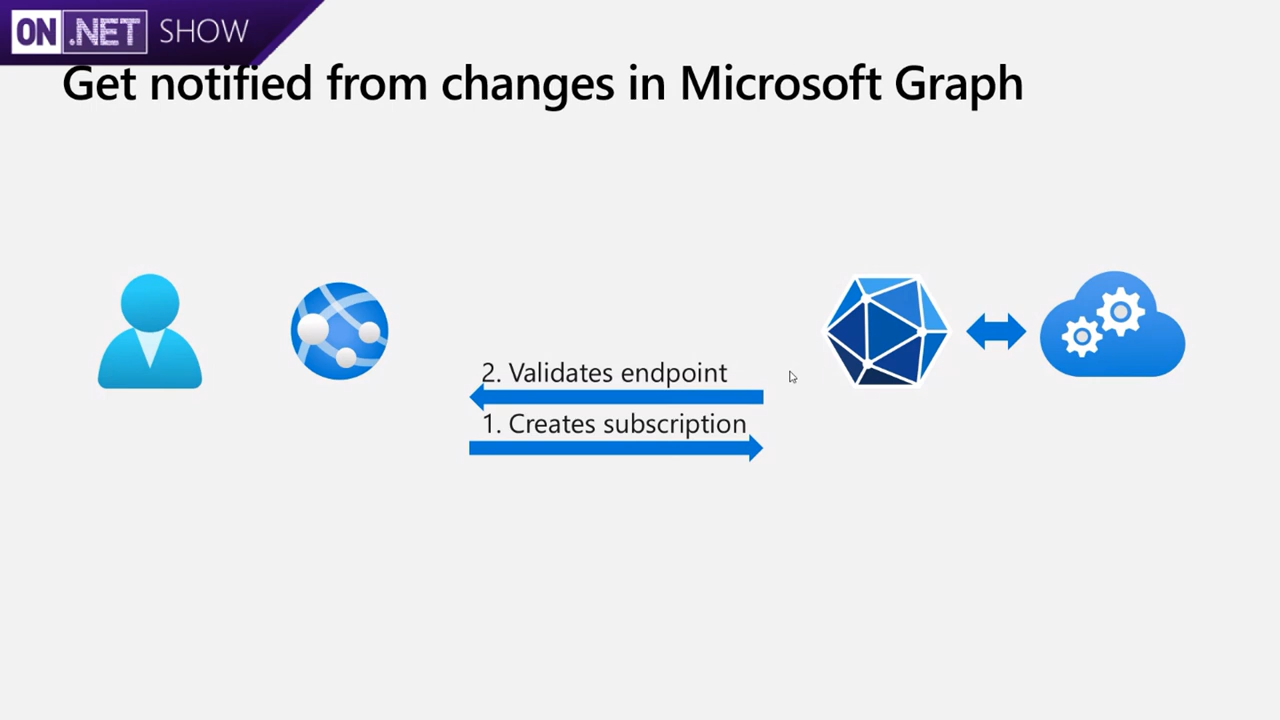 ON .NET SHOW
Get notified from changes in Microsoft Graph
2. Validates endpoint
1. Creates subscription